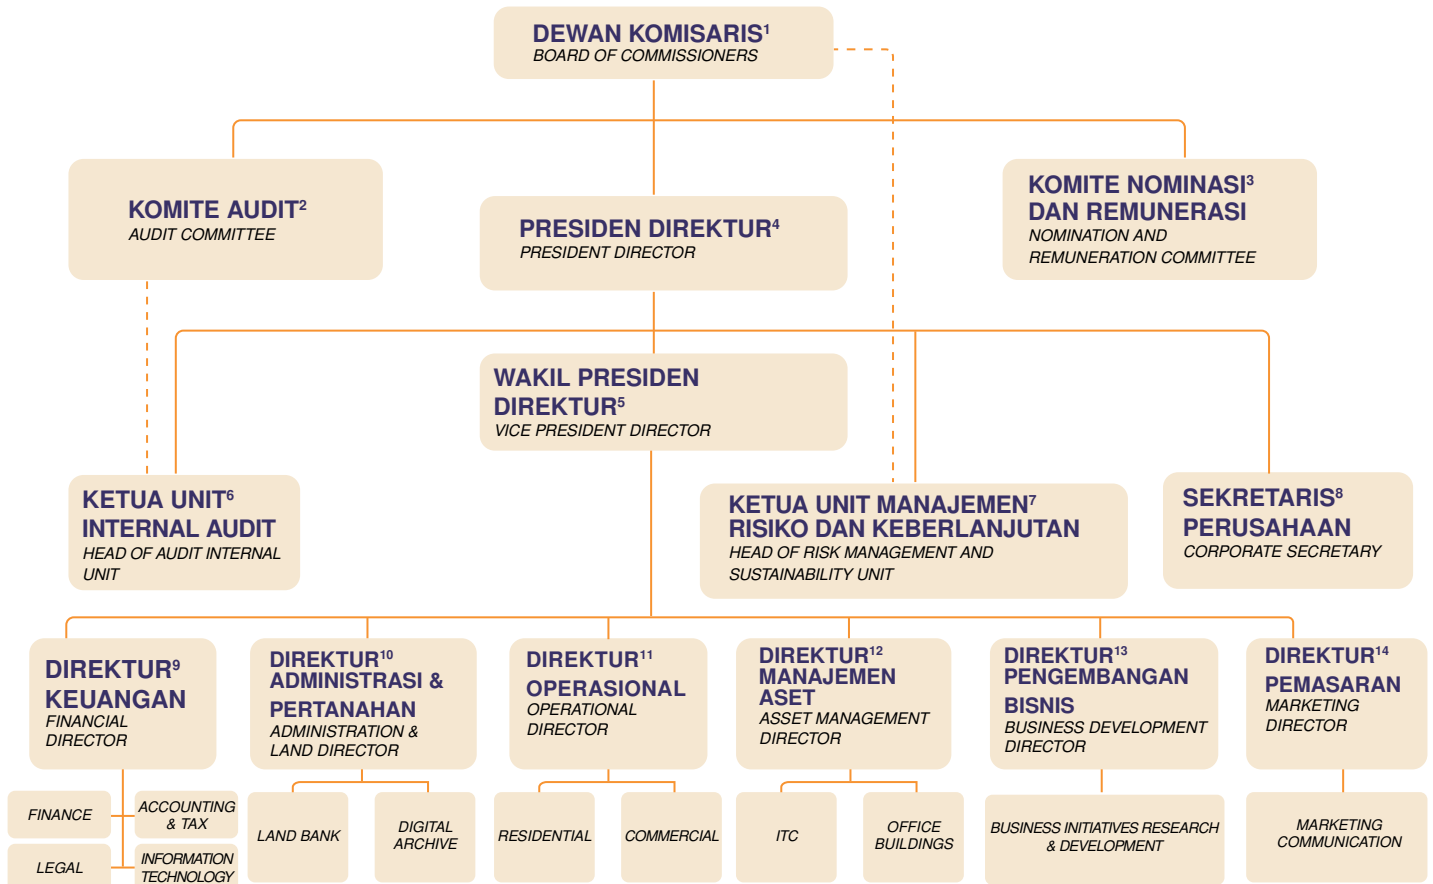 DEWAN KOMISARIS¹
BOARD OF COMMISSIONERS
KOMITE AUDIT²
AUDIT COMMITTEE
PRESIDEN DIREKTUR⁴
PRESIDENT DIRECTOR
KOMITE NOMINASI³
DAN REMUNERASI
NOMINATION AND
REMUNERATION COMMITTEE
WAKIL PRESIDEN
DIREKTUR⁵
VICE PRESIDENT DIRECTOR
KETUA UNIT⁶
INTERNAL AUDIT
HEAD OF AUDIT INTERNAL
UNIT
KETUA UNIT MANAJEMEN⁷
RISIKO DAN KEBERLANJUTAN
HEAD OF RISK MANAGEMENT AND
SUSTAINABILITY UNIT
SEKRETARIS⁸
PERUSAHAAN
CORPORATE SECRETARY
DIREKTUR⁹
KEUANGAN
FINANCIAL
DIRECTOR
DIREKTUR¹⁰
ADMINISTRASI &
PERTANAHAN
ADMINISTRATION &
LAND DIRECTOR
DIREKTUR¹¹
OPERASIONAL
OPERATIONAL
DIRECTOR
DIREKTUR¹²
MANAJEMEN
ASET
ASSET MANAGEMENT
DIRECTOR
DIREKTUR¹³
PENGEMBANGAN
BISNIS
BUSINESS DEVELOPMENT
DIRECTOR
DIREKTUR¹⁴
PEMASARAN
MARKETING
DIRECTOR
FINANCE
ACCOUNTING
& TAX
LEGAL
INFORMATION
TECHNOLOGY
LAND BANK
DIGITAL
ARCHIVE
RESIDENTIAL
COMMERCIAL
ITC
OFFICE
BUILDINGS
BUSINESS INITIATIVES RESEARCH
& DEVELOPMENT
MARKETING
COMMUNICATION